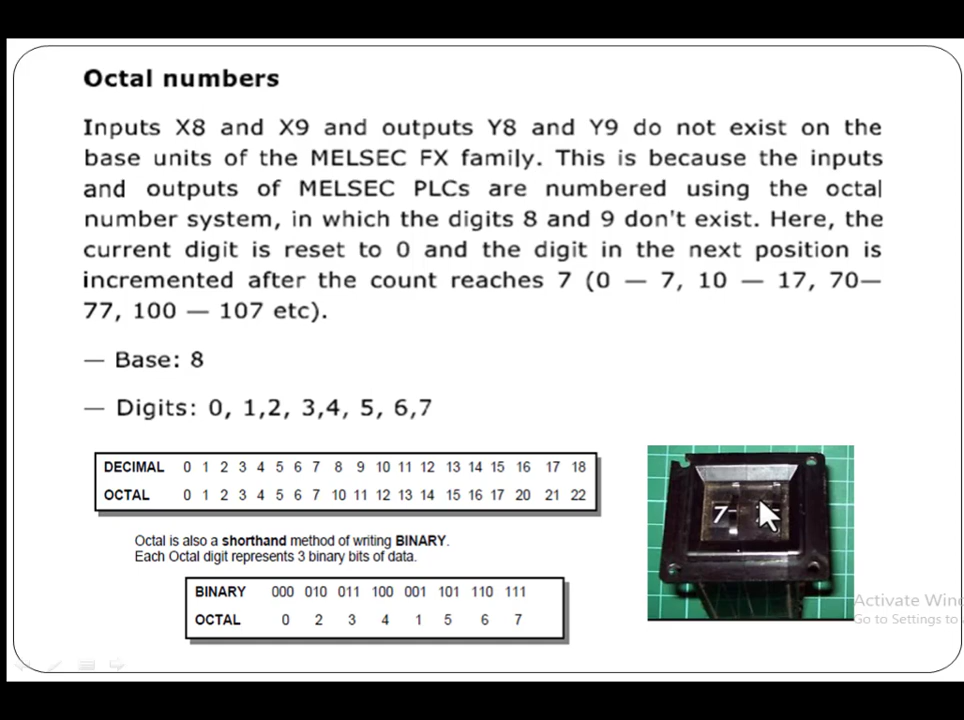 Octal numbers
Inputs X8 and X9 and outputs Y8 and Y9 do not exist on the
base units of the MELSEC FX family. This is because the inputs
and outputs of MELSEC PLCs are numbered using the octal
number system, in which the digits 8 and 9 don't exist. Here, the
current digit is reset to 0 and the digit in the next position is
incremented after the count reaches 7 (0 — 7, 10 — 17, 70—
77, 100 — 107 etc).
— Base: 8
— Digits: 0, 1,2, 3,4, 5, 6,7
DECIMAL 0 1 2 3 4 5 6 7 8 9 10 11 12 13 14 15 16 17 18
OCTAL 0 1 2 3 4 5 6 7 10 11 12 13 14 15 16 17 20 21 22
Octal is also a shorthand method of writing BINARY.
Each Octal digit represents 3 binary bits of data.
BINARY 000 010 011 100 001 101 110 111
OCTAL 0 2 3 4 1 5 6 7
7
Activate Wind
Go to Settings to